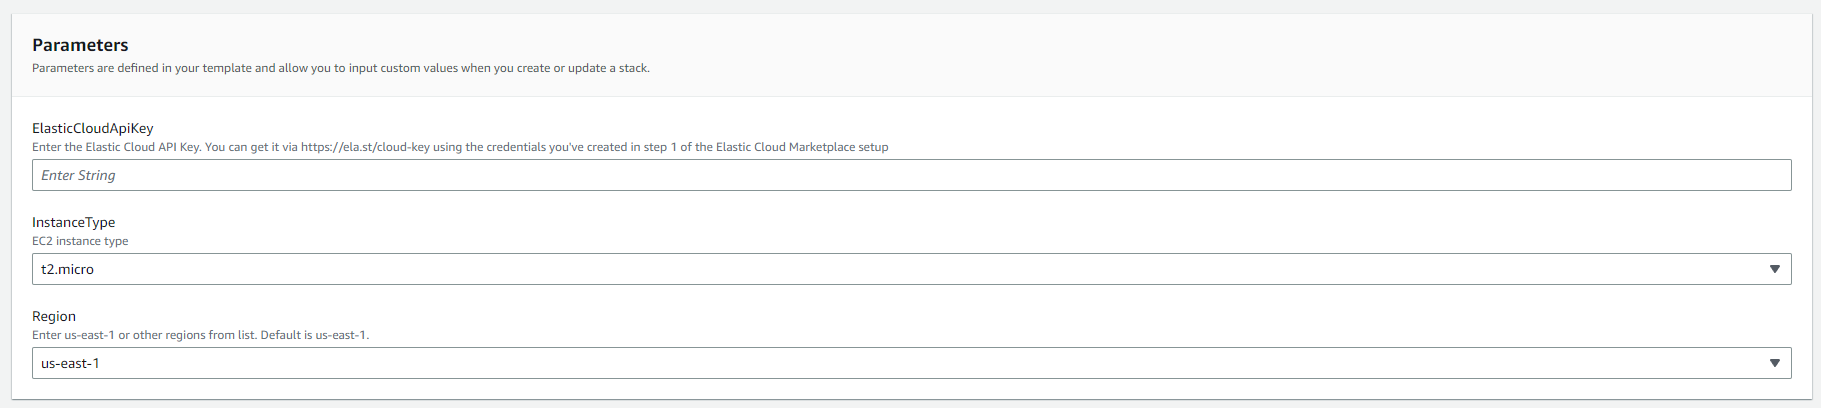 Parameters
Parameters are defined in your template and allow you to input custom values when you create or update a stack.
ElasticCloudApiKey
Enter the Elastic Cloud API Key. You can get it via https://ela.st/cloud-key using the credentials you've created in step 1 of the Elastic Cloud Marketplace setup
Enter String
InstanceType
EC2 instance type
t2.micro
Region
Enter us-east-1 or other regions from list. Default is us-east-1.
us-east-1